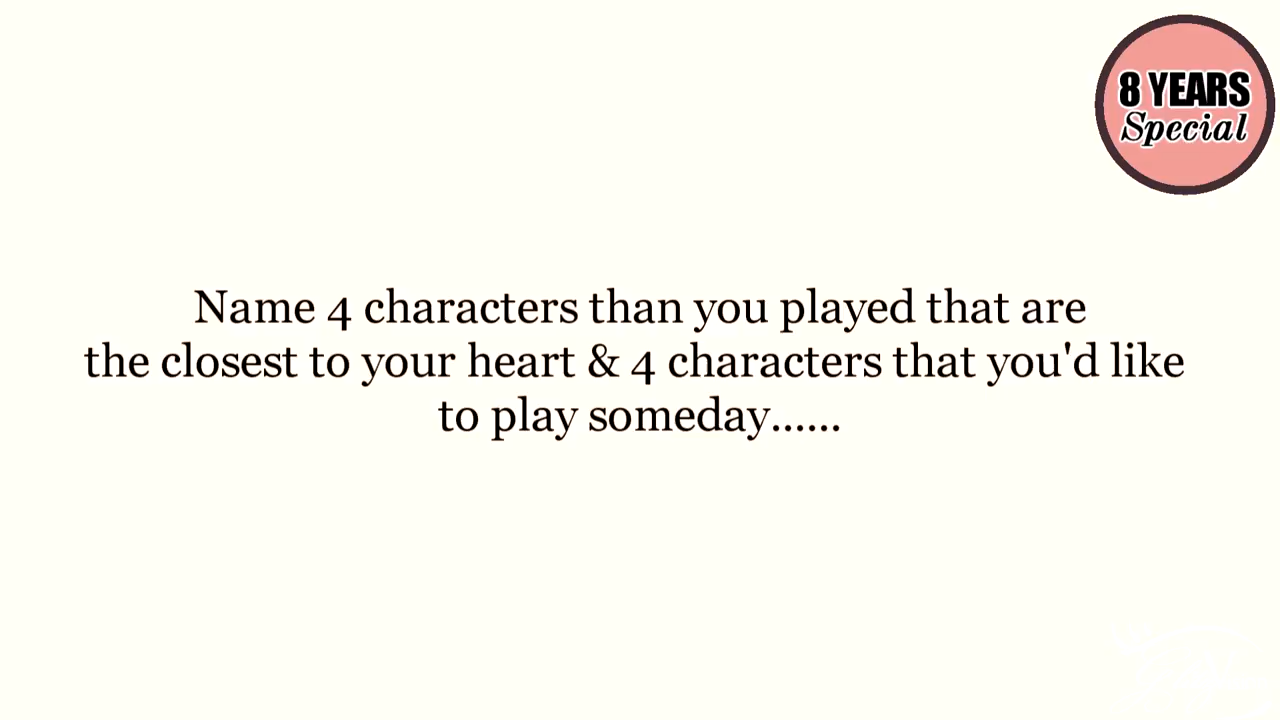 8 YEARS
Special
Name 4 characters than you played that are
the closest to your heart & 4 characters that you'd like
to play someday......